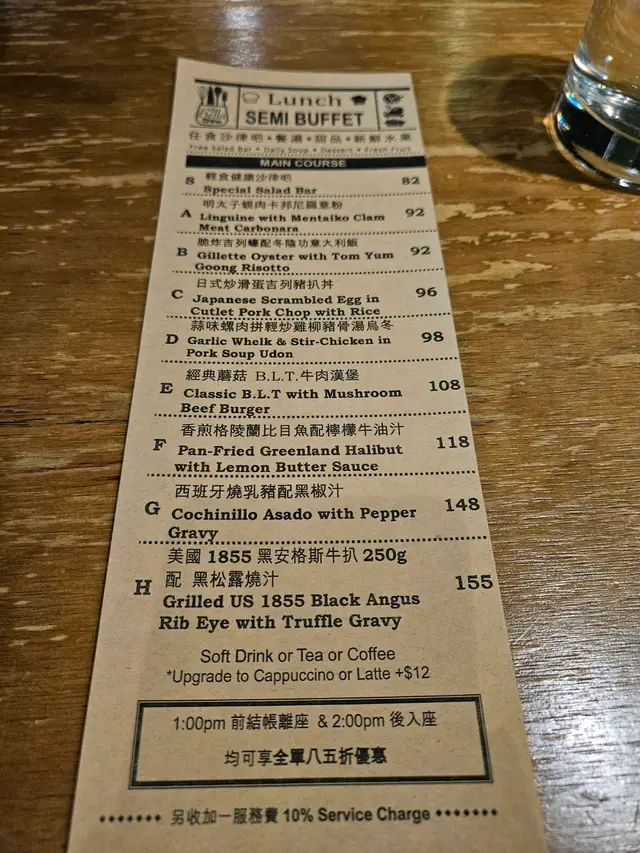 Lunch
SEMI BUFFET
任食沙律吧•餐湯•甜品•新鮮水果
Free Salad Bar • Daily Soup • Dessert • Fresh Fruit
MAIN COURSE
輕食健康沙律吧
S Special Salad Bar 82
明太子蜆肉卡邦尼扁意粉
A Linguine with Mentaiko Clam 92
Meat Carbonara
脆炸吉列蠔配冬陰功意大利飯
B Gillette Oyster with Tom Yum 92
Goong Risotto
日式炒滑蛋吉列豬扒丼
C Japanese Scrambled Egg in 96
Cutlet Pork Chop with Rice
蒜味螺肉拼輕炒雞柳豬骨湯烏冬
D Garlic Whelk & Stir-Chicken in 98
Pork Soup Udon
經典蘑菇 B.L.T.牛肉漢堡
E Classic B.L.T with Mushroom 108
Beef Burger
香煎格陵蘭比目魚配檸檬牛油汁
F Pan-Fried Greenland Halibut 118
with Lemon Butter Sauce
西班牙燒乳豬配黑椒汁
G Cochinillo Asado with Pepper 148
Gravy
美國 1855 黑安格斯牛扒 250g
配 黑松露燒汁
H Grilled US 1855 Black Angus 155
Rib Eye with Truffle Gravy
Soft Drink or Tea or Coffee
*Upgrade to Cappuccino or Latte +$12
1:00pm 前結帳離座 & 2:00pm 後入座
均可享全單八五折優惠
另收加一服務費 10% Service Charge